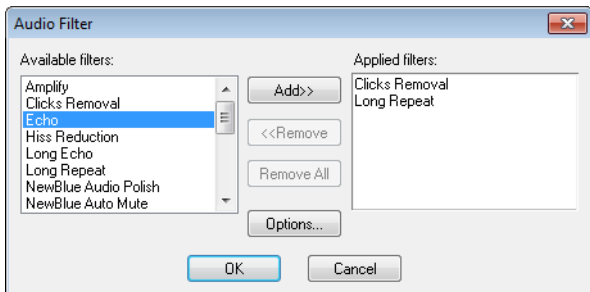 Audio Filter
Available filters:
Amplify
Clicks Removal
Echo
Hiss Reduction
Long Echo
Long Repeat
NewBlue Audio Polish
NewBlue Auto Mute
Add>>
<<Remove
Remove All
Options...
Applied filters:
Clicks Removal
Long Repeat
OK
Cancel